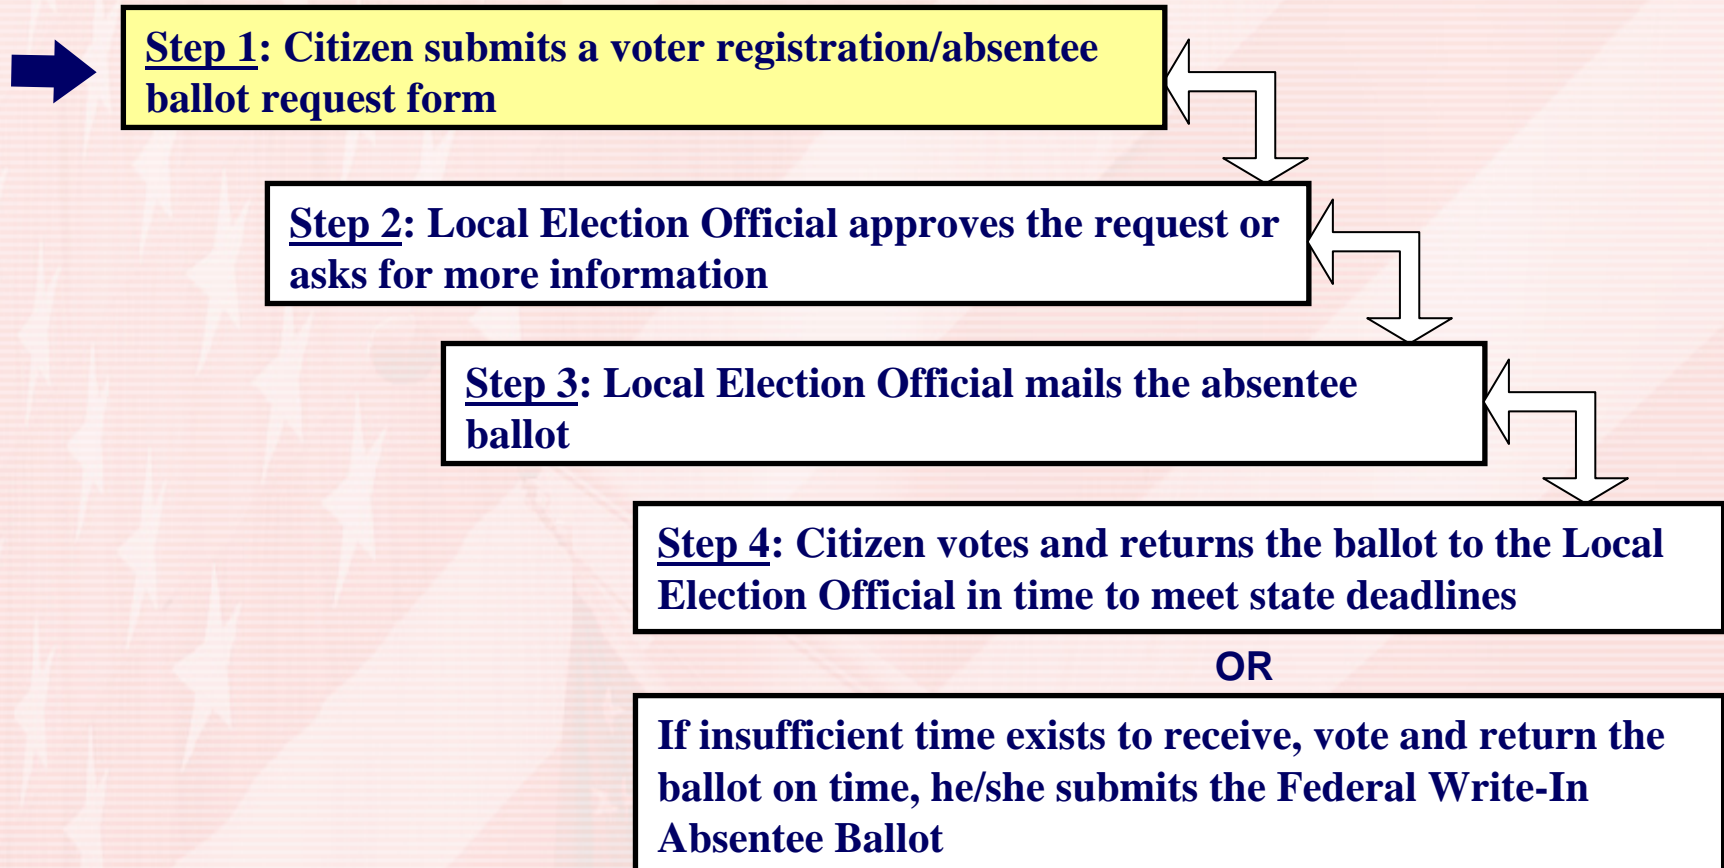 Step 1: Citizen submits a voter registration/absentee
ballot request form
Step 2: Local Election Official approves the request or
asks for more information
Step 3: Local Election Official mails the absentee
ballot
Step 4: Citizen votes and returns the ballot to the Local
Election Official in time to meet state deadlines
OR
If insufficient time exists to receive, vote and return the
ballot on time, he/she submits the Federal Write-In
Absentee Ballot